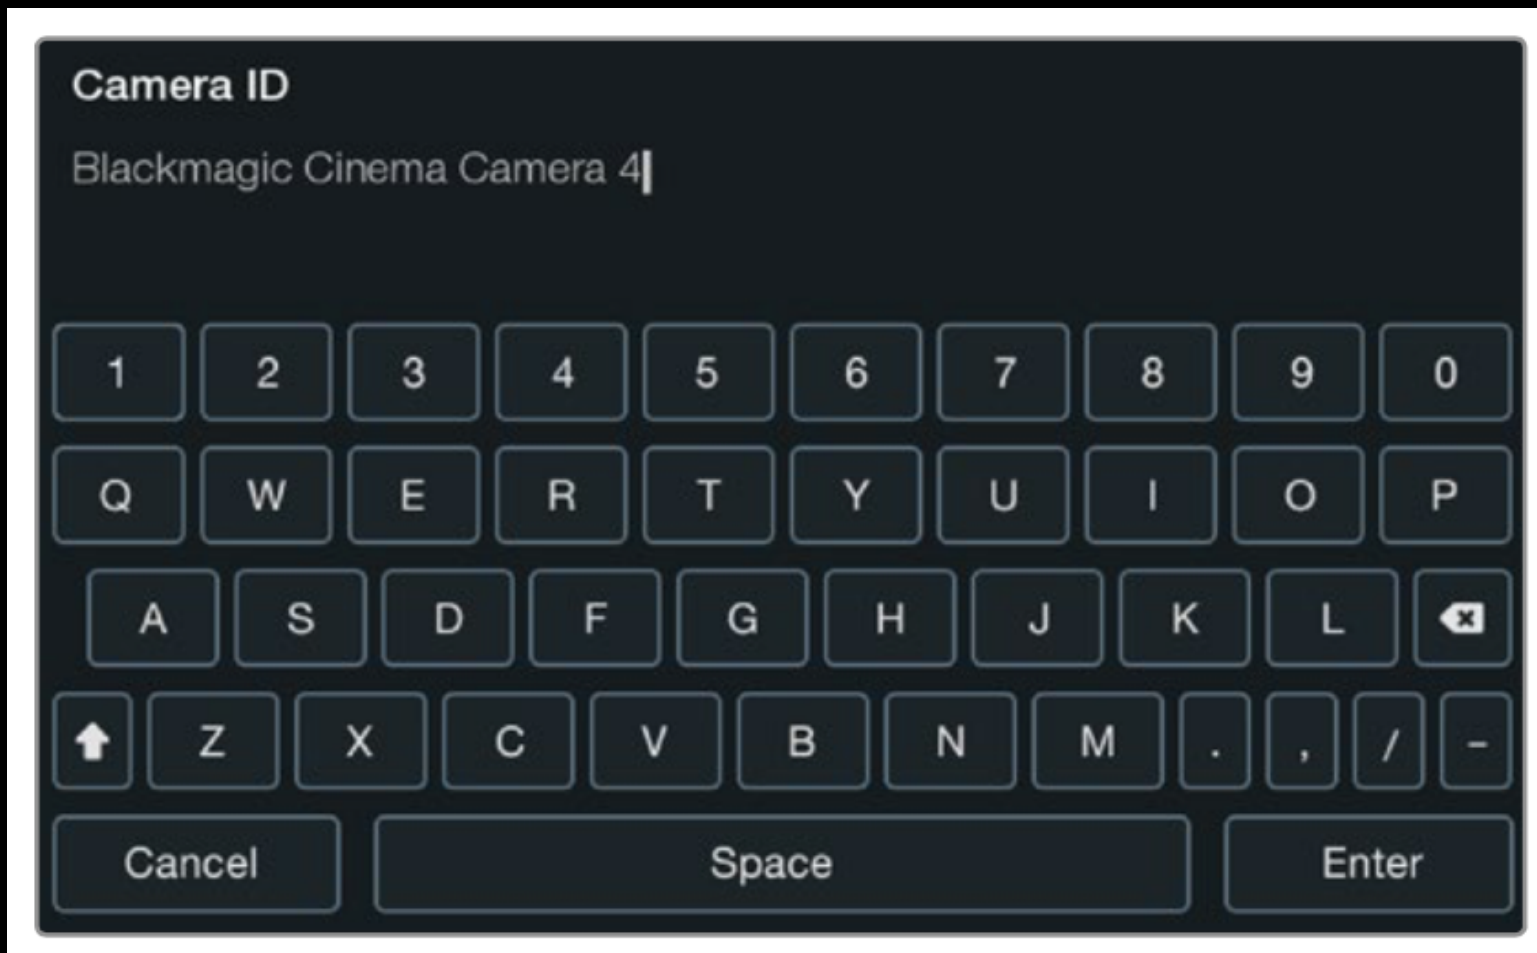 Camera ID
Blackmagic Cinema Camera 4
1 2 3 4 5 6 7 8 9 0
Q W E R T Y U I O P
A S D F G H J K L
Z X C V B N M . , / -
Cancel Space Enter